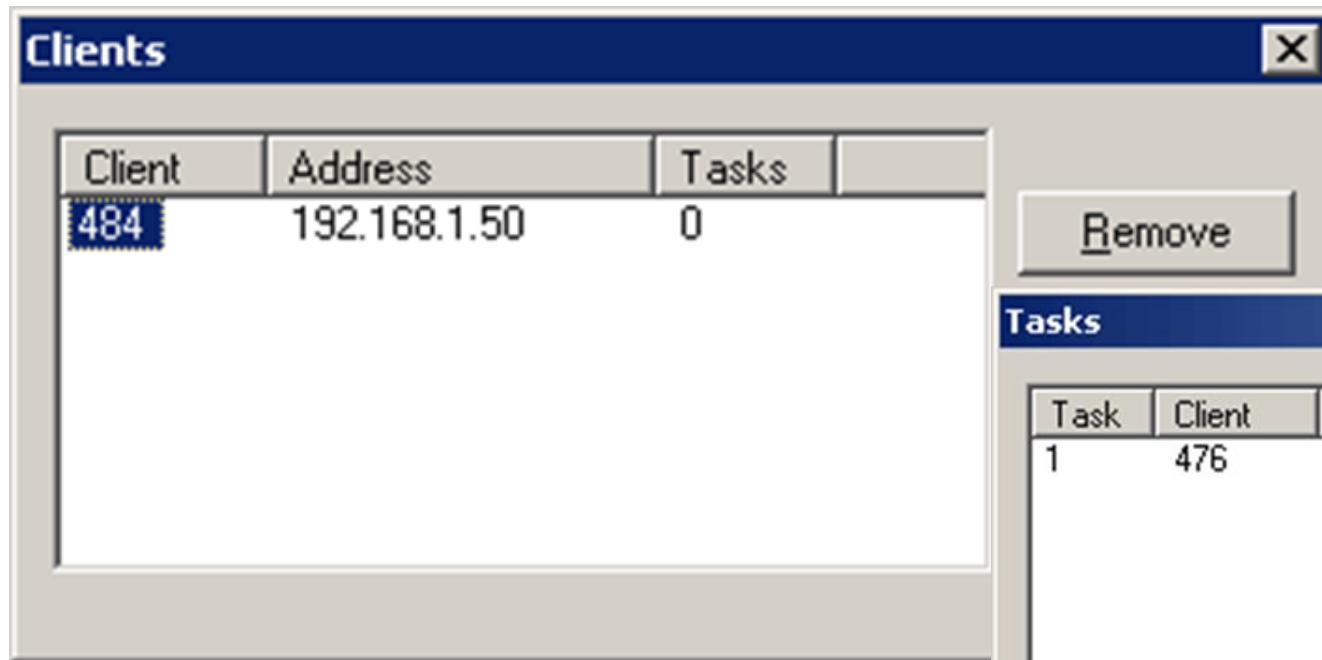 Clients
Client Address Tasks
484 192.168.1.50 0
Remove
Tasks
Task Client
1 476